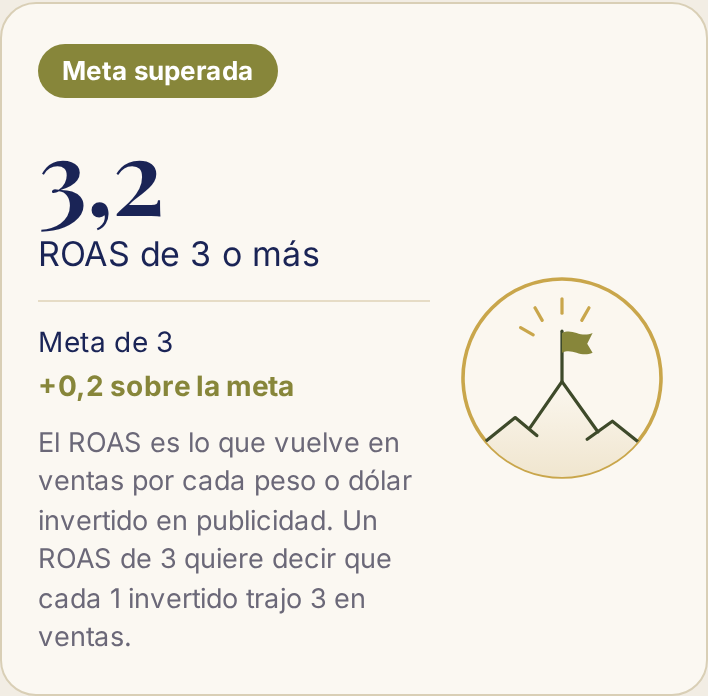 Meta superada
3,2
ROAS de 3 o más
Meta de 3
+0,2 sobre la meta
El ROAS es lo que vuelve en
ventas por cada peso o dólar
invertido en publicidad. Un
ROAS de 3 quiere decir que
cada 1 invertido trajo 3 en
ventas.